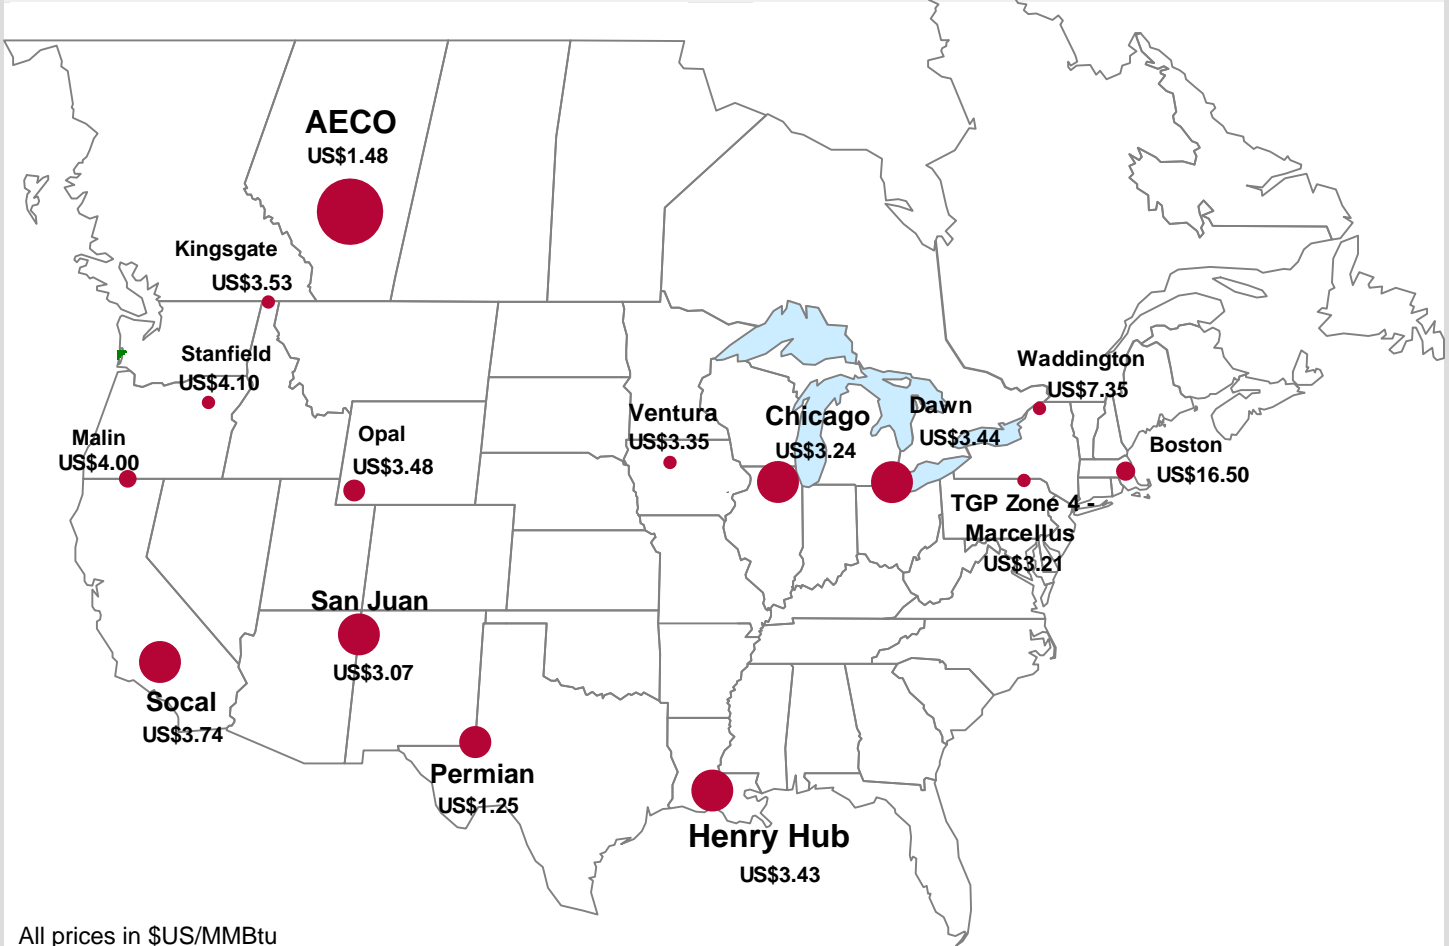 AECO
US$1.48
Kingsgate
US$3.53
Stanfield
US$4.10
Malin
US$4.00
Opal
US$3.48
Ventura
US$3.35
Chicago
US$3.24
Dawn
US$3.44
Waddington
US$7.35
Boston
US$16.50
TGP Zone 4 -
Marcellus
US$3.21
San Juan
US$3.07
Socal
US$3.74
Permian
US$1.25
Henry Hub
US$3.43
All prices in $US/MMBtu